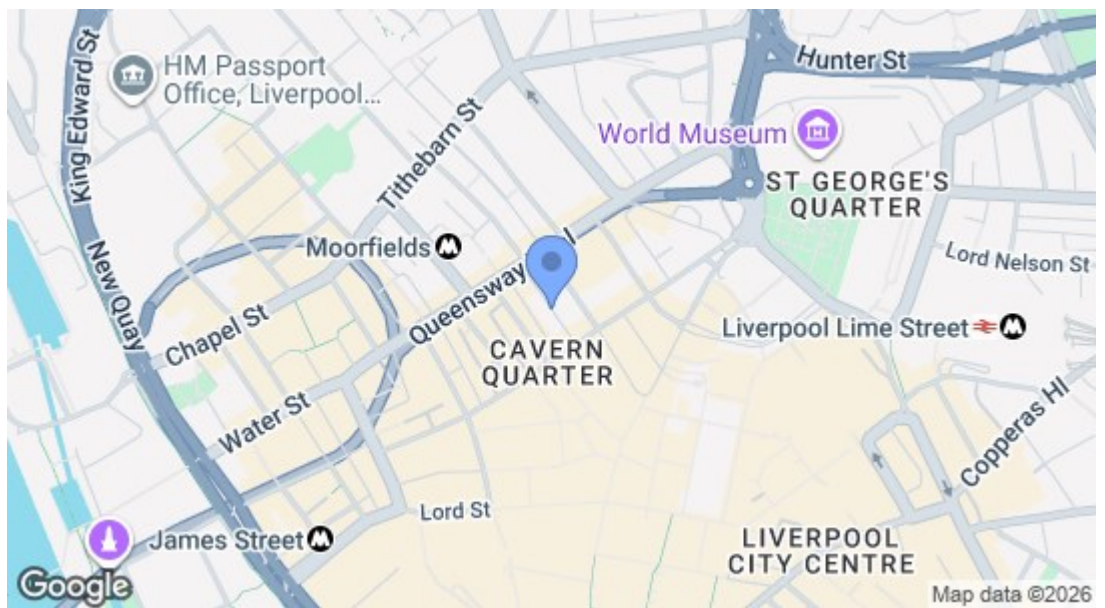 King Edward St
HM Passport
Office, Liverpool...
Tithebarn St
Hunter St
World Museum
ST GEORGE'S
QUARTER
New Quay
Moorfields
Lord Nelson St
Chapel St
Queensway
l
Liverpool Lime Street
CAVERN
QUARTER
Water St
Copperas Hl
Lord St
James Street
LIVERPOOL
CITY CENTRE
Google
Map data ©2026